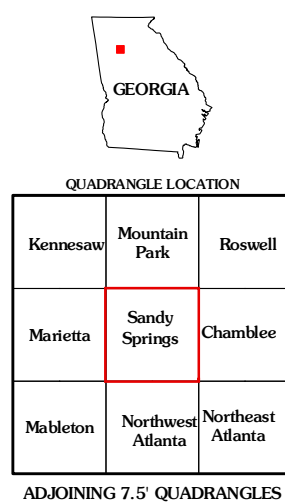 GEORGIA
QUADRANGLE LOCATION
Kennesaw
Mountain
Park
Roswell
Marietta
Sandy
Springs
Chamblee
Mableton
Northwest
Atlanta
Northeast
Atlanta
ADJOINING 7.5' QUADRANGLES